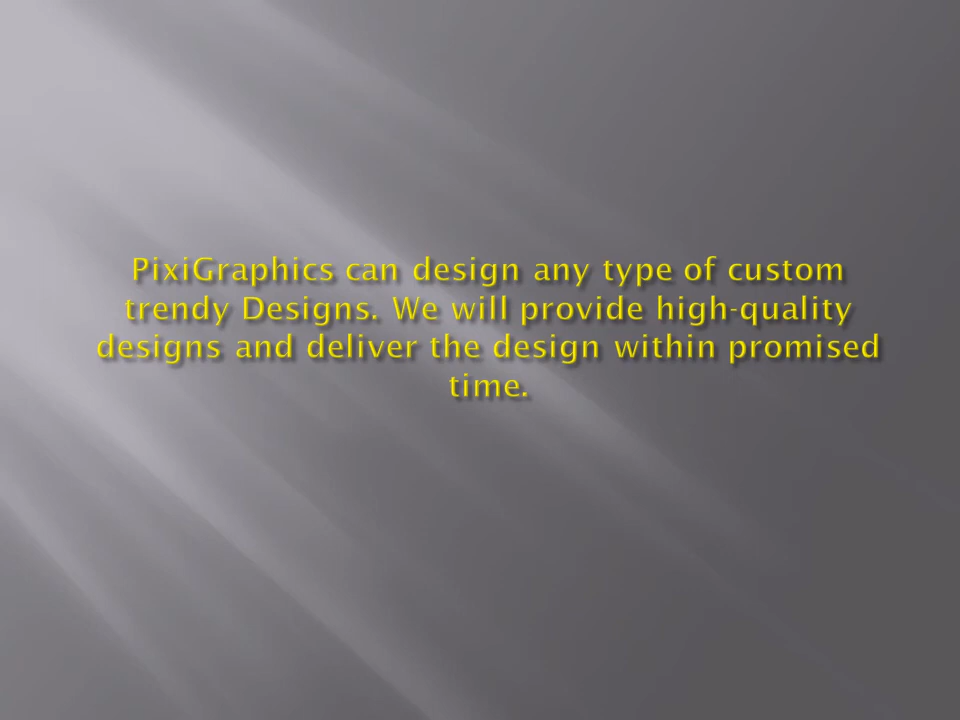 PixiGraphics can design any type of custom
trendy Designs. We will provide high-quality
designs and deliver the design within promised
time.